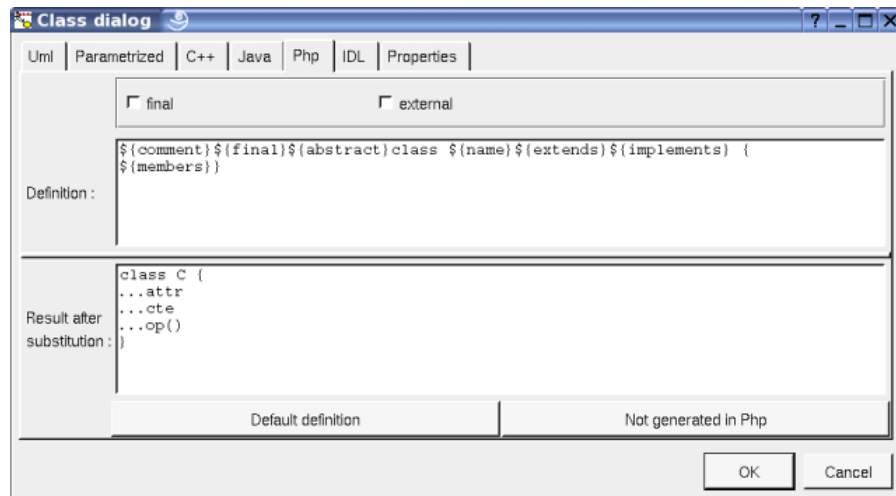 Class dialog
?
Uml Parametrized C++ Java Php IDL Properties
final external
Definition :
${comment}${final}${abstract}class ${name}${extends}${implements} {
${members}}
Result after
substitution :
class C {
...attr
...cte
...op()
}
Default definition Not generated in Php
OK Cancel